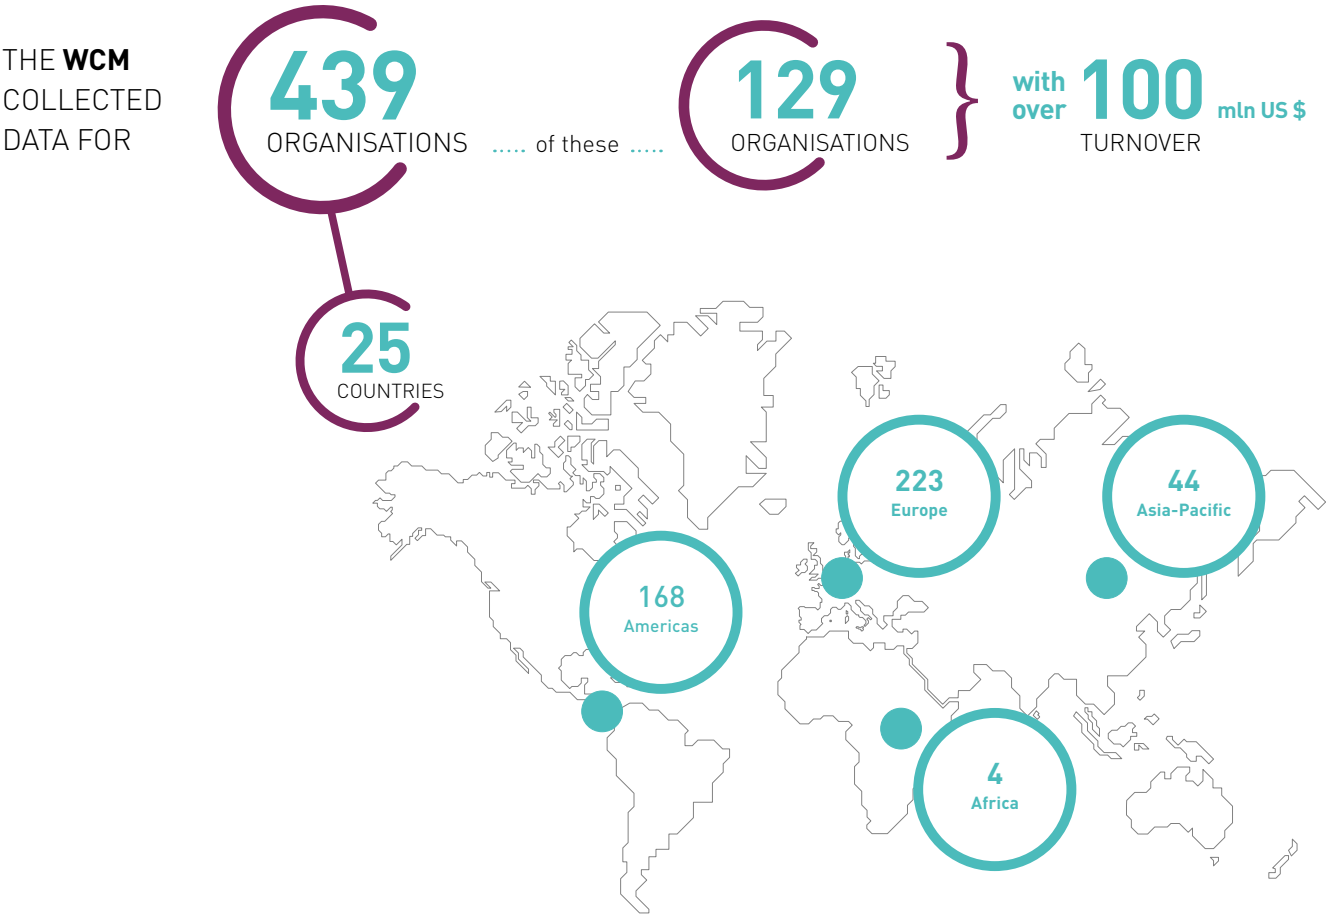 THE WCM
COLLECTED
DATA FOR
439
ORGANISATIONS
..... of these .....
129
ORGANISATIONS
}
with
over
100 mln US $
TURNOVER
25
COUNTRIES
223
Europe
44
Asia-Pacific
168
Americas
4
Africa